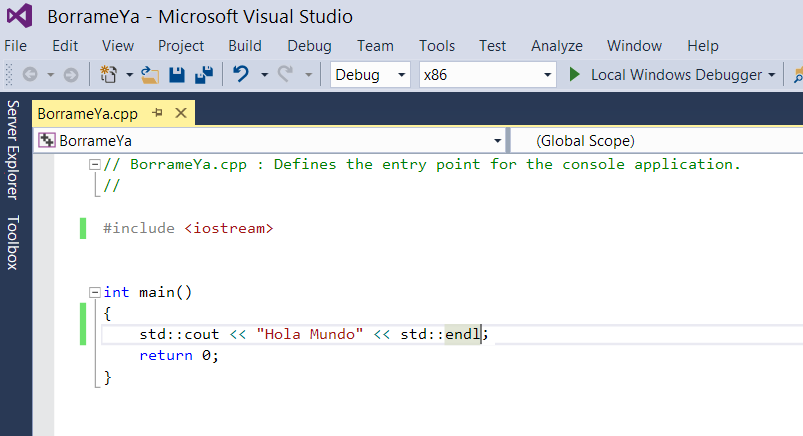 BorrameYa - Microsoft Visual Studio
File Edit View Project Build Debug Team Tools Test Analyze Window Help
Debug x86 Local Windows Debugger
Server Explorer
Toolbox
BorrameYa.cpp
BorrameYa (Global Scope)
// BorrameYa.cpp : Defines the entry point for the console application.
//
#include <iostream>
int main()
{
std::cout << "Hola Mundo" << std::endl;
return 0;
}